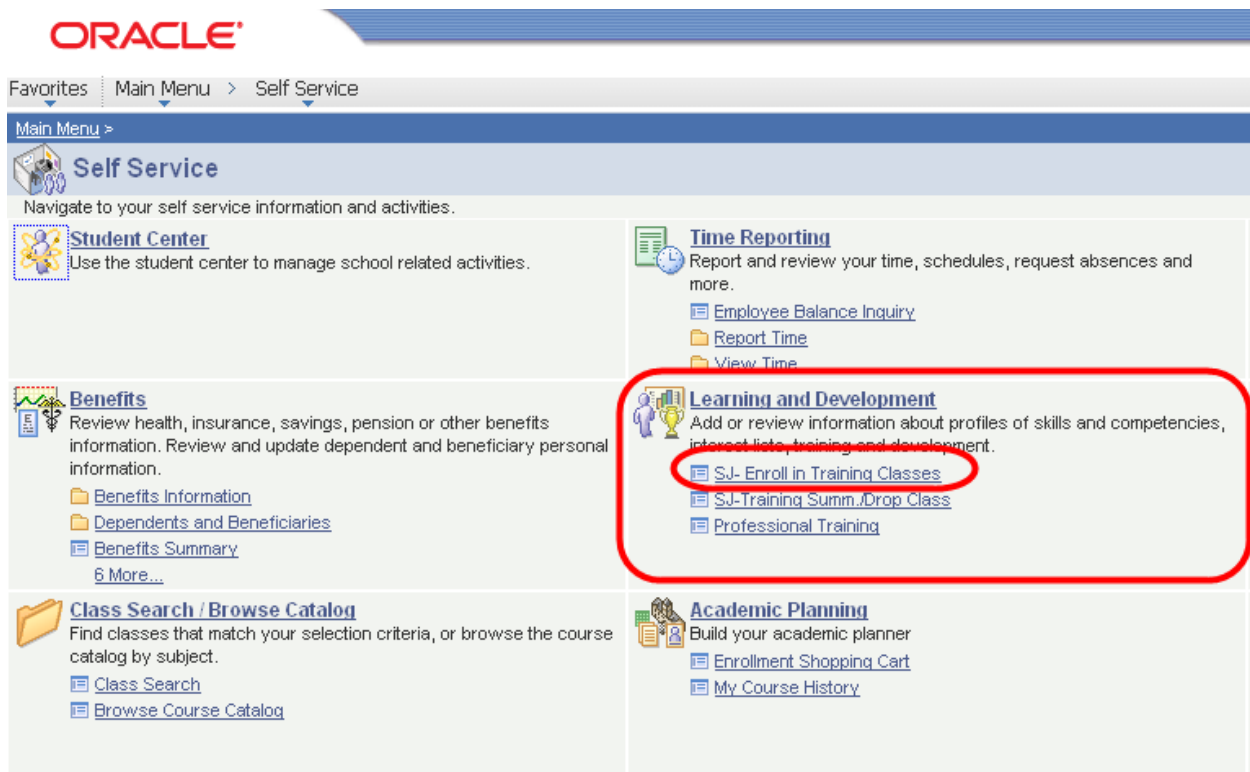 ORACLE
Favorites Main Menu > Self Service
Main Menu >
Self Service
Navigate to your self service information and activities.
Student Center
Use the student center to manage school related activities.
Time Reporting
Report and review your time, schedules, request absences and
more.
Employee Balance Inquiry
Report Time
View Time
Benefits
Review health, insurance, savings, pension or other benefits
information. Review and update dependent and beneficiary personal
information.
Benefits Information
Dependents and Beneficiaries
Benefits Summary
6 More...
Learning and Development
Add or review information about profiles of skills and competencies,
interest lists, training and development.
SJ- Enroll in Training Classes
SJ-Training Summ./Drop Class
Professional Training
Class Search / Browse Catalog
Find classes that match your selection criteria, or browse the course
catalog by subject.
Class Search
Browse Course Catalog
Academic Planning
Build your academic planner
Enrollment Shopping Cart
My Course History